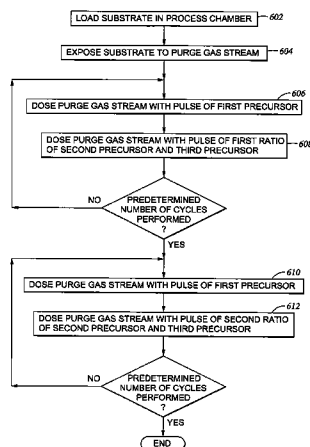 LOAD SUBSTRATE IN PROCESS CHAMBER 602
EXPOSE SUBSTRATE TO PURGE GAS STREAM 604
606
DOSE PURGE GAS STREAM WITH PULSE OF FIRST PRECURSOR
DOSE PURGE GAS STREAM WITH PULSE OF FIRST RATIO
OF SECOND PRECURSOR AND THIRD PRECURSOR
608
NO
PREDETERMINED
NUMBER OF CYCLES
PERFORMED
?
YES
610
DOSE PURGE GAS STREAM WITH PULSE OF FIRST PRECURSOR
612
DOSE PURGE GAS STREAM WITH PULSE OF SECOND RATIO
OF SECOND PRECURSOR AND THIRD PRECURSOR
NO
PREDETERMINED
NUMBER OF CYCLES
PERFORMED
?
YES
END